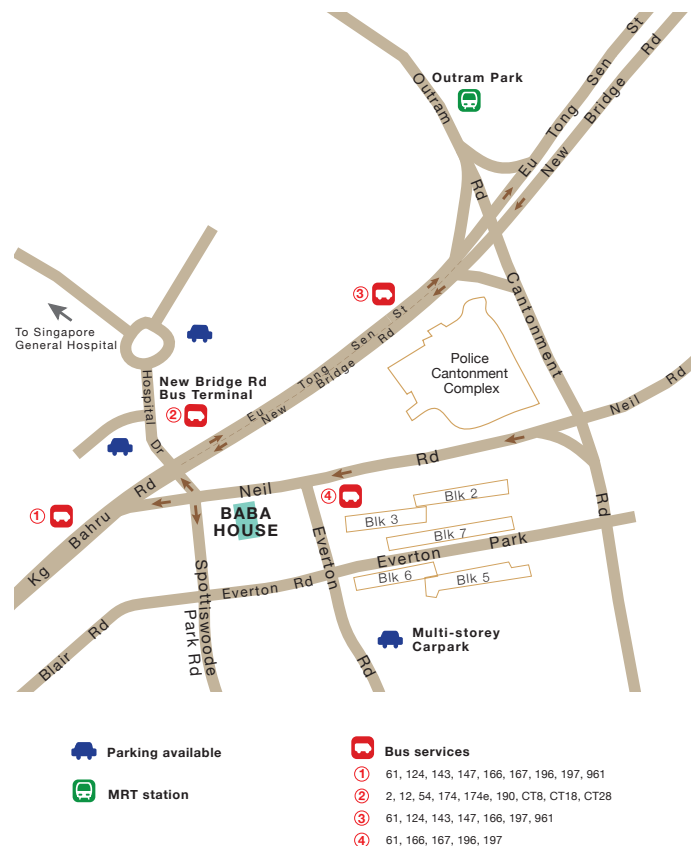 Outram Park
Outram
Rd
Eu Tong Sen St
New Bridge Rd
Cantonment
Rd
3
Eu Tong Sen St
New Bridge Rd
To Singapore
General Hospital
Police
Cantonment
Complex
Hospital
Dr
New Bridge Rd
Bus Terminal
2
Neil Rd
Neil
Rd
1
Kg Bahru Rd
4
BABA
HOUSE
Blk 2
Blk 3
Blk 7
Blk 6
Blk 5
Everton Park
Everton Rd
Everton
Rd
Spottiswoode
Park Rd
Blair Rd
Multi-storey
Carpark
Parking available
MRT station
Bus services
1 61, 124, 143, 147, 166, 167, 196, 197, 961
2 2, 12, 54, 174, 174e, 190, CT8, CT18, CT28
3 61, 124, 143, 147, 166, 197, 961
4 61, 166, 167, 196, 197